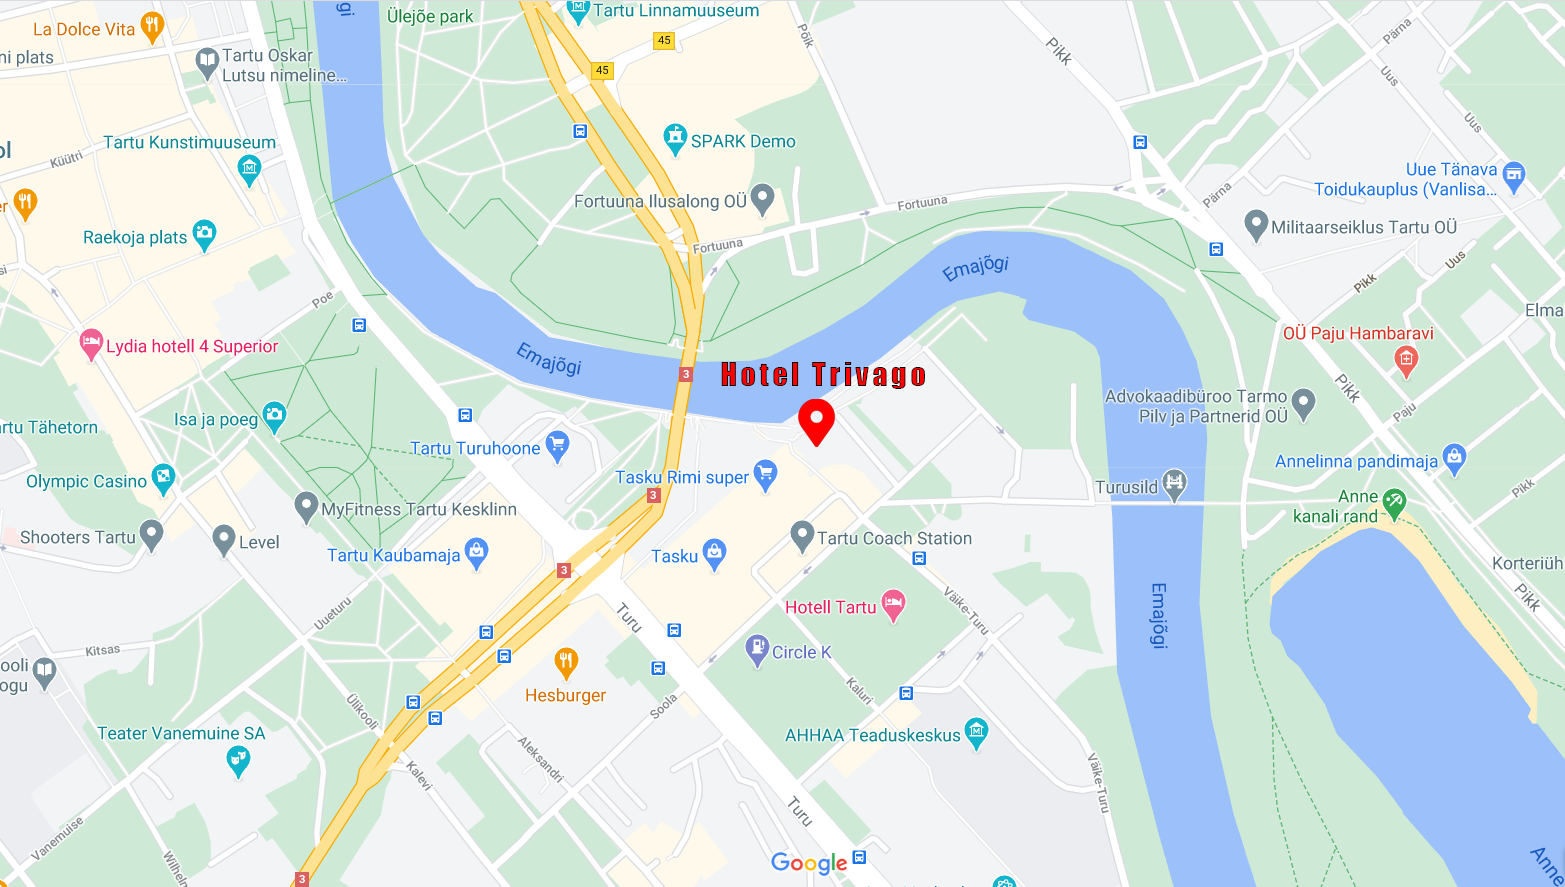 Emajõgi
Ülejõe park
Tartu Linnamuuseum
La Dolce Vita
45
Põik
Pikk
Pärna
ni plats
Tartu Oskar
Lutsu nimeline...
45
Uus
Uus
Tartu Kunstimuuseum
SPARK Demo
ol
Küütri
Uue Tänava
Toidukauplus (Vanlisa...
er
Fortuuna Ilusalong OÜ
Fortuuna
Pärna
Raekoja plats
Fortuuna
Militaarseiklus Tartu OÜ
si
Emajõgi
Uus
Pikk
Poe
Elma
Lydia hotell 4 Superior
Emajõgi
OÜ Paju Hambaravi
3
Hotel Trivago
Pikk
Isa ja poeg
Advokaadibüroo Tarmo
Pilv ja Partnerid OÜ
Paju
rtu Tähetorn
Tartu Turuhoone
Tasku Rimi super
Annelinna pandimaja
Olympic Casino
Turusild
Pikk
3
Anne
kanali rand
MyFitness Tartu Kesklinn
Shooters Tartu
Level
Tartu Coach Station
Tartu Kaubamaja
Tasku
3
Korteriüh
Pikk
Hotell Tartu
Väike-Turu
Ueturu
Turu
Emajõgi
Kitsas
Circle K
ooli
ogu
Hesburger
Kaluri
Ülikooli
Soola
Teater Vanemuine SA
AHHAA Teaduskeskus
Aleksandri
Kalevi
Väike-Turu
Turu
Vanemuise
Wilhelm
Google
3
Anne